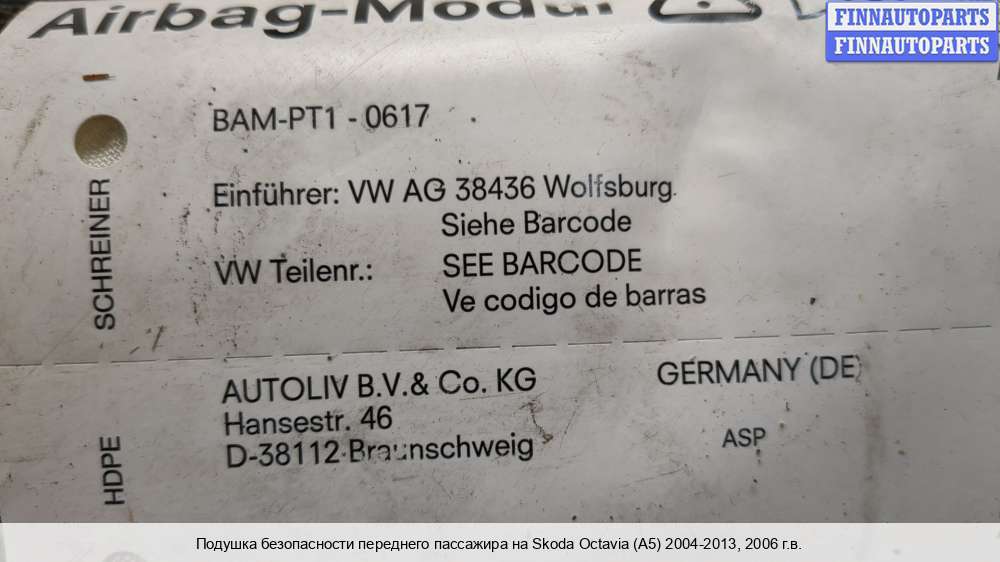 Airbag-Modul
FINNAUTOPARTS
FINNAUTOPARTS
BAM-PT1 - 0617
Einführer: VW AG 38436 Wolfsburg
Siehe Barcode
VW Teilenr.: SEE BARCODE
Ve codigo de barras
SCHREINER
AUTOLIV B.V.& Co. KG GERMANY (DE)
Hansestr. 46
D-38112 Braunschweig ASP
HDPE
Подушка безопасности переднего пассажира на Skoda Octavia (A5) 2004-2013, 2006 г.в.